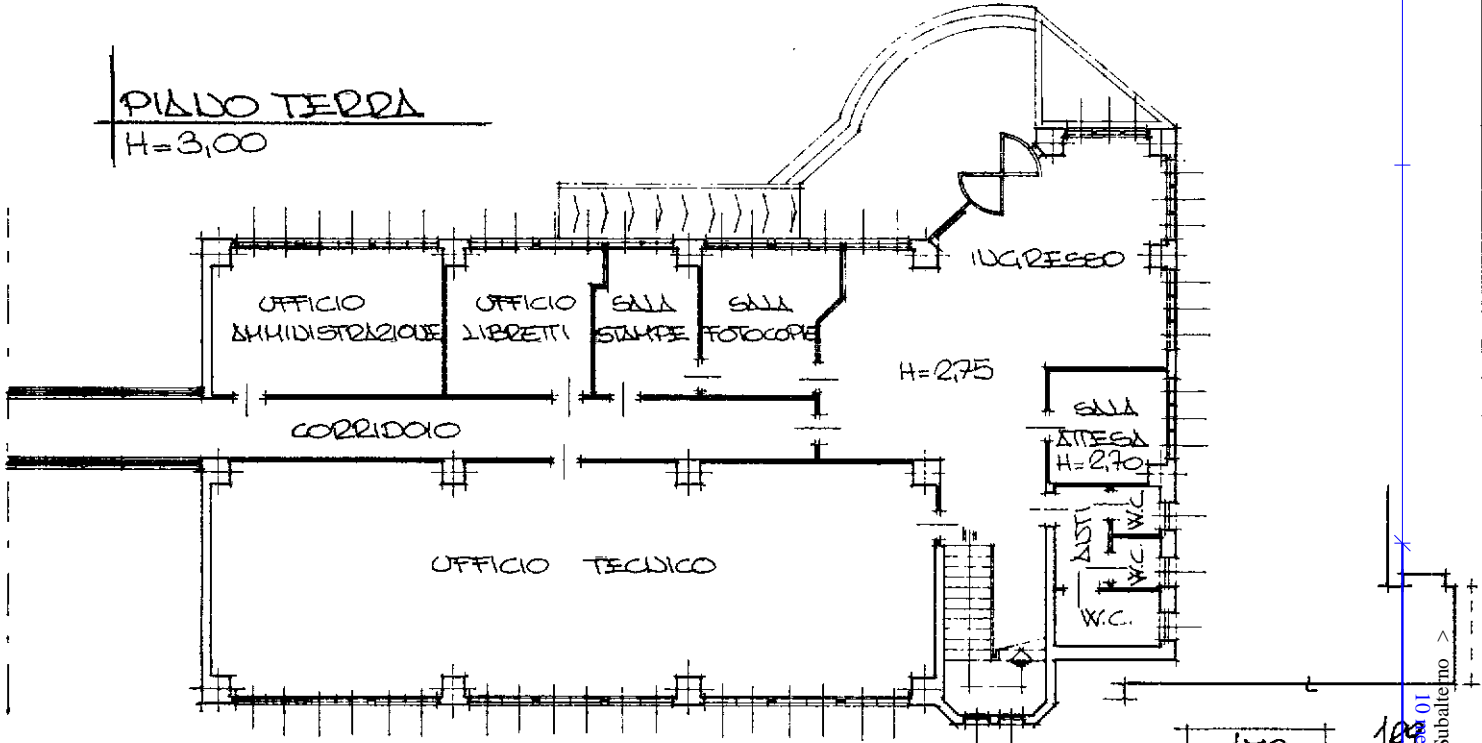 PIANO TERRA
H=3,00
INGRESSO
UFFICIO
AMMINISTRAZIONE
UFFICIO
LIBRETTI
SALA
STAMPE
SALA
FOTOCOPIE
H=2,75
SALA
ATTESA
H=2,70
CORRIDOIO
UFFICIO TECNICO
ANTI
W.C.
W.C.
W.C.
Subalterno >